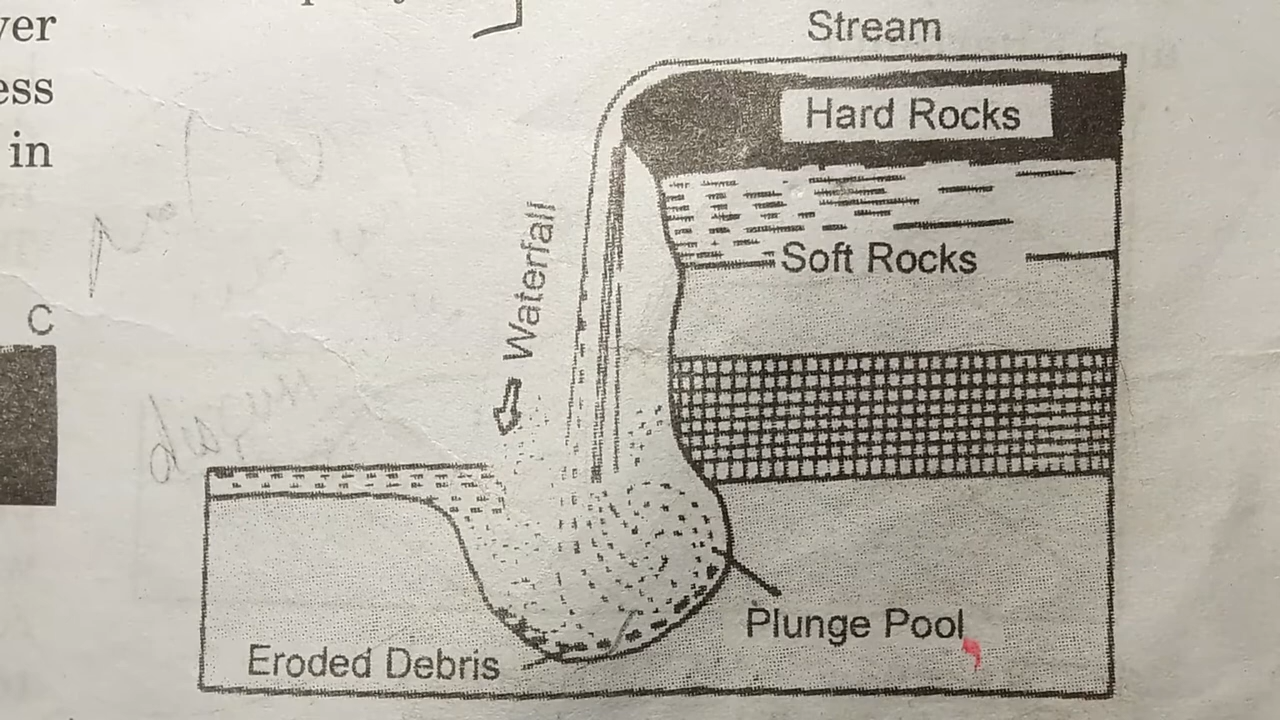 ver
ess
in
C
Stream
Hard Rocks
Soft Rocks
Waterfall
Plunge Pool
Eroded Debris